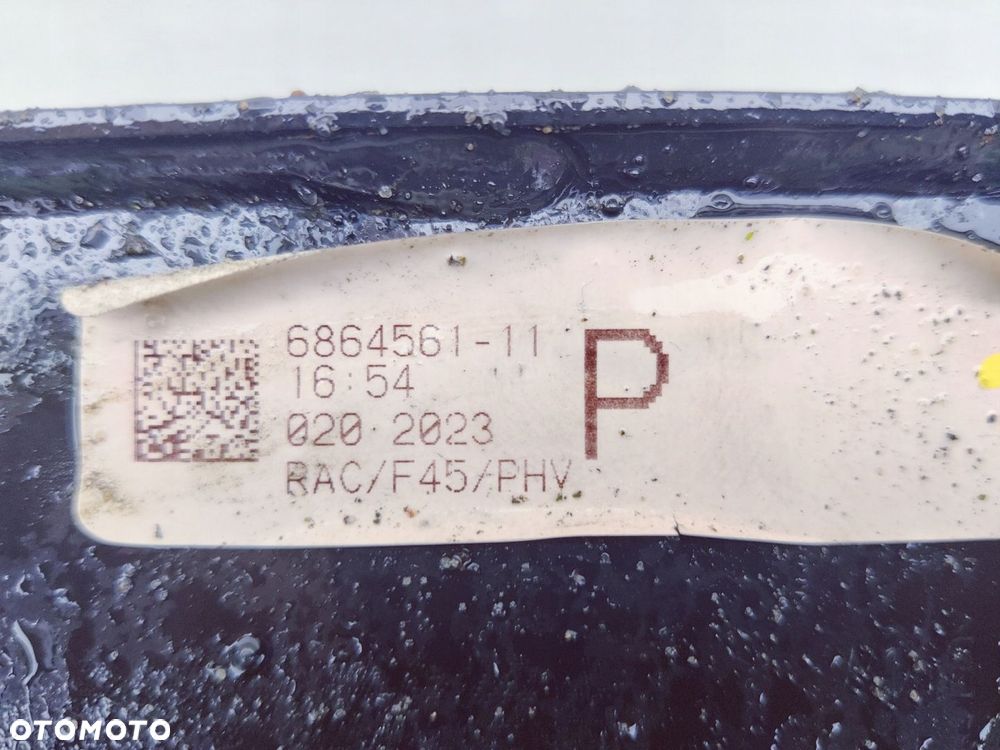 6864561-11
16:54
P
020 2023
RAC/F45/PHV
OTOMOTO